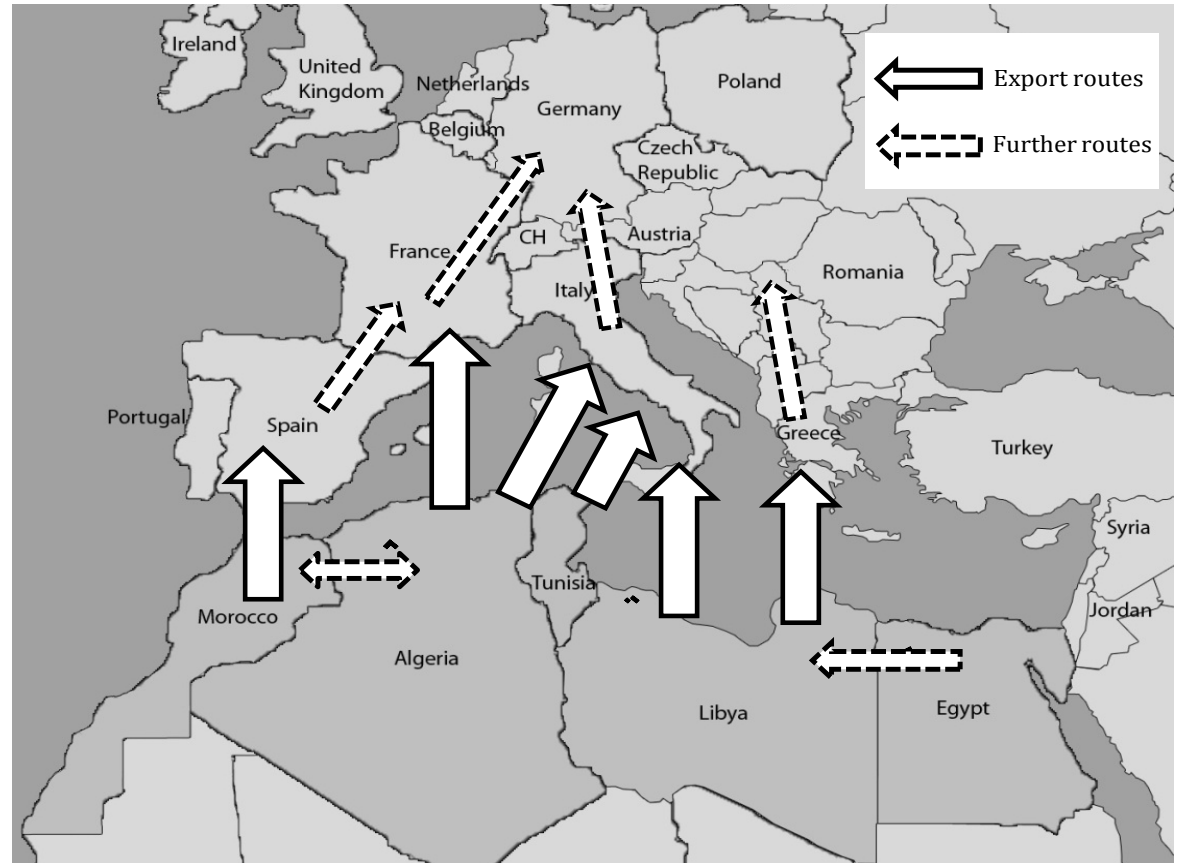 Ireland
United
Kingdom
Netherlands
Belgium
Germany
Poland
Export routes
Further routes
Czech
Republic
France
CH
Austria
Italy
Romania
Portugal
Spain
Greece
Turkey
Syria
Jordan
Morocco
Tunisia
Algeria
Libya
Egypt